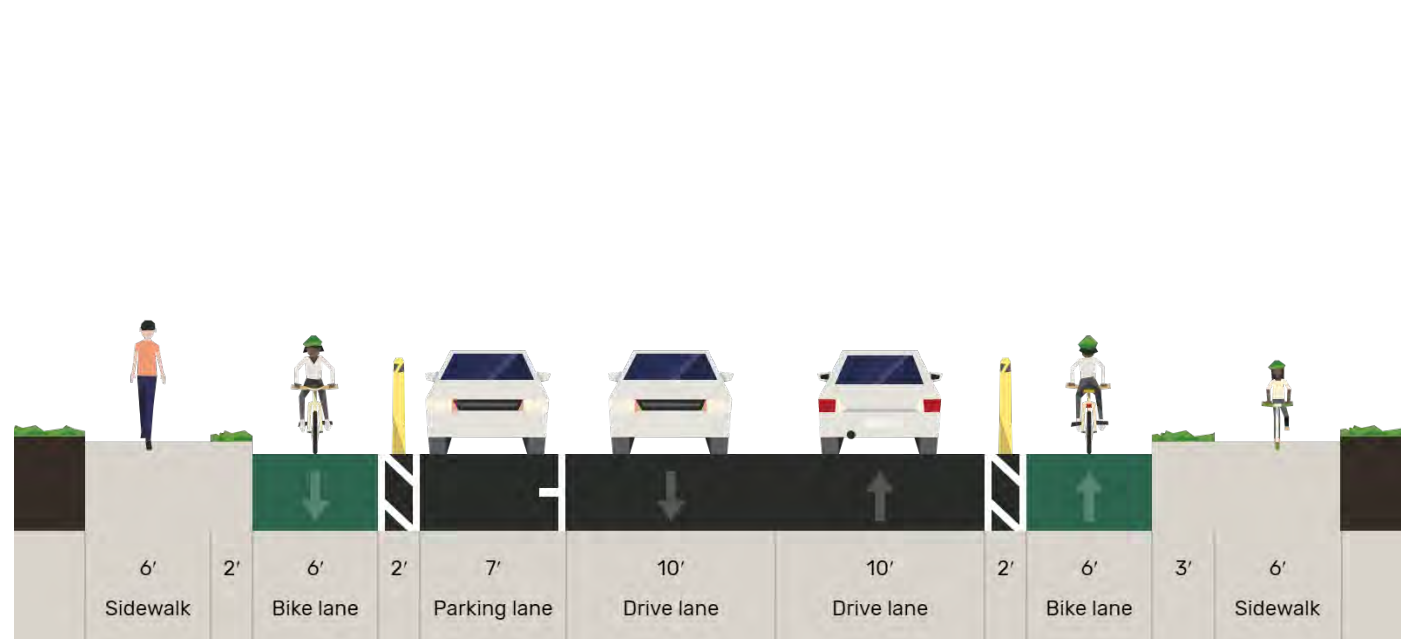 6′ 2′ 6′ 2′ 7′ 10′ 10′ 2′ 6′ 3′ 6′
Sidewalk Bike lane Parking lane Drive lane Drive lane Bike lane Sidewalk